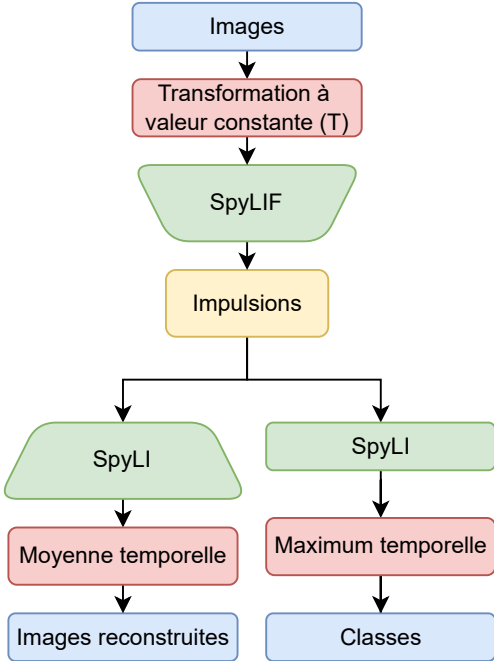 Images
Transformation à
valeur constante (T)
SpyLIF
Impulsions
SpyLI
SpyLI
Moyenne temporelle
Maximum temporelle
Images reconstruites
Classes